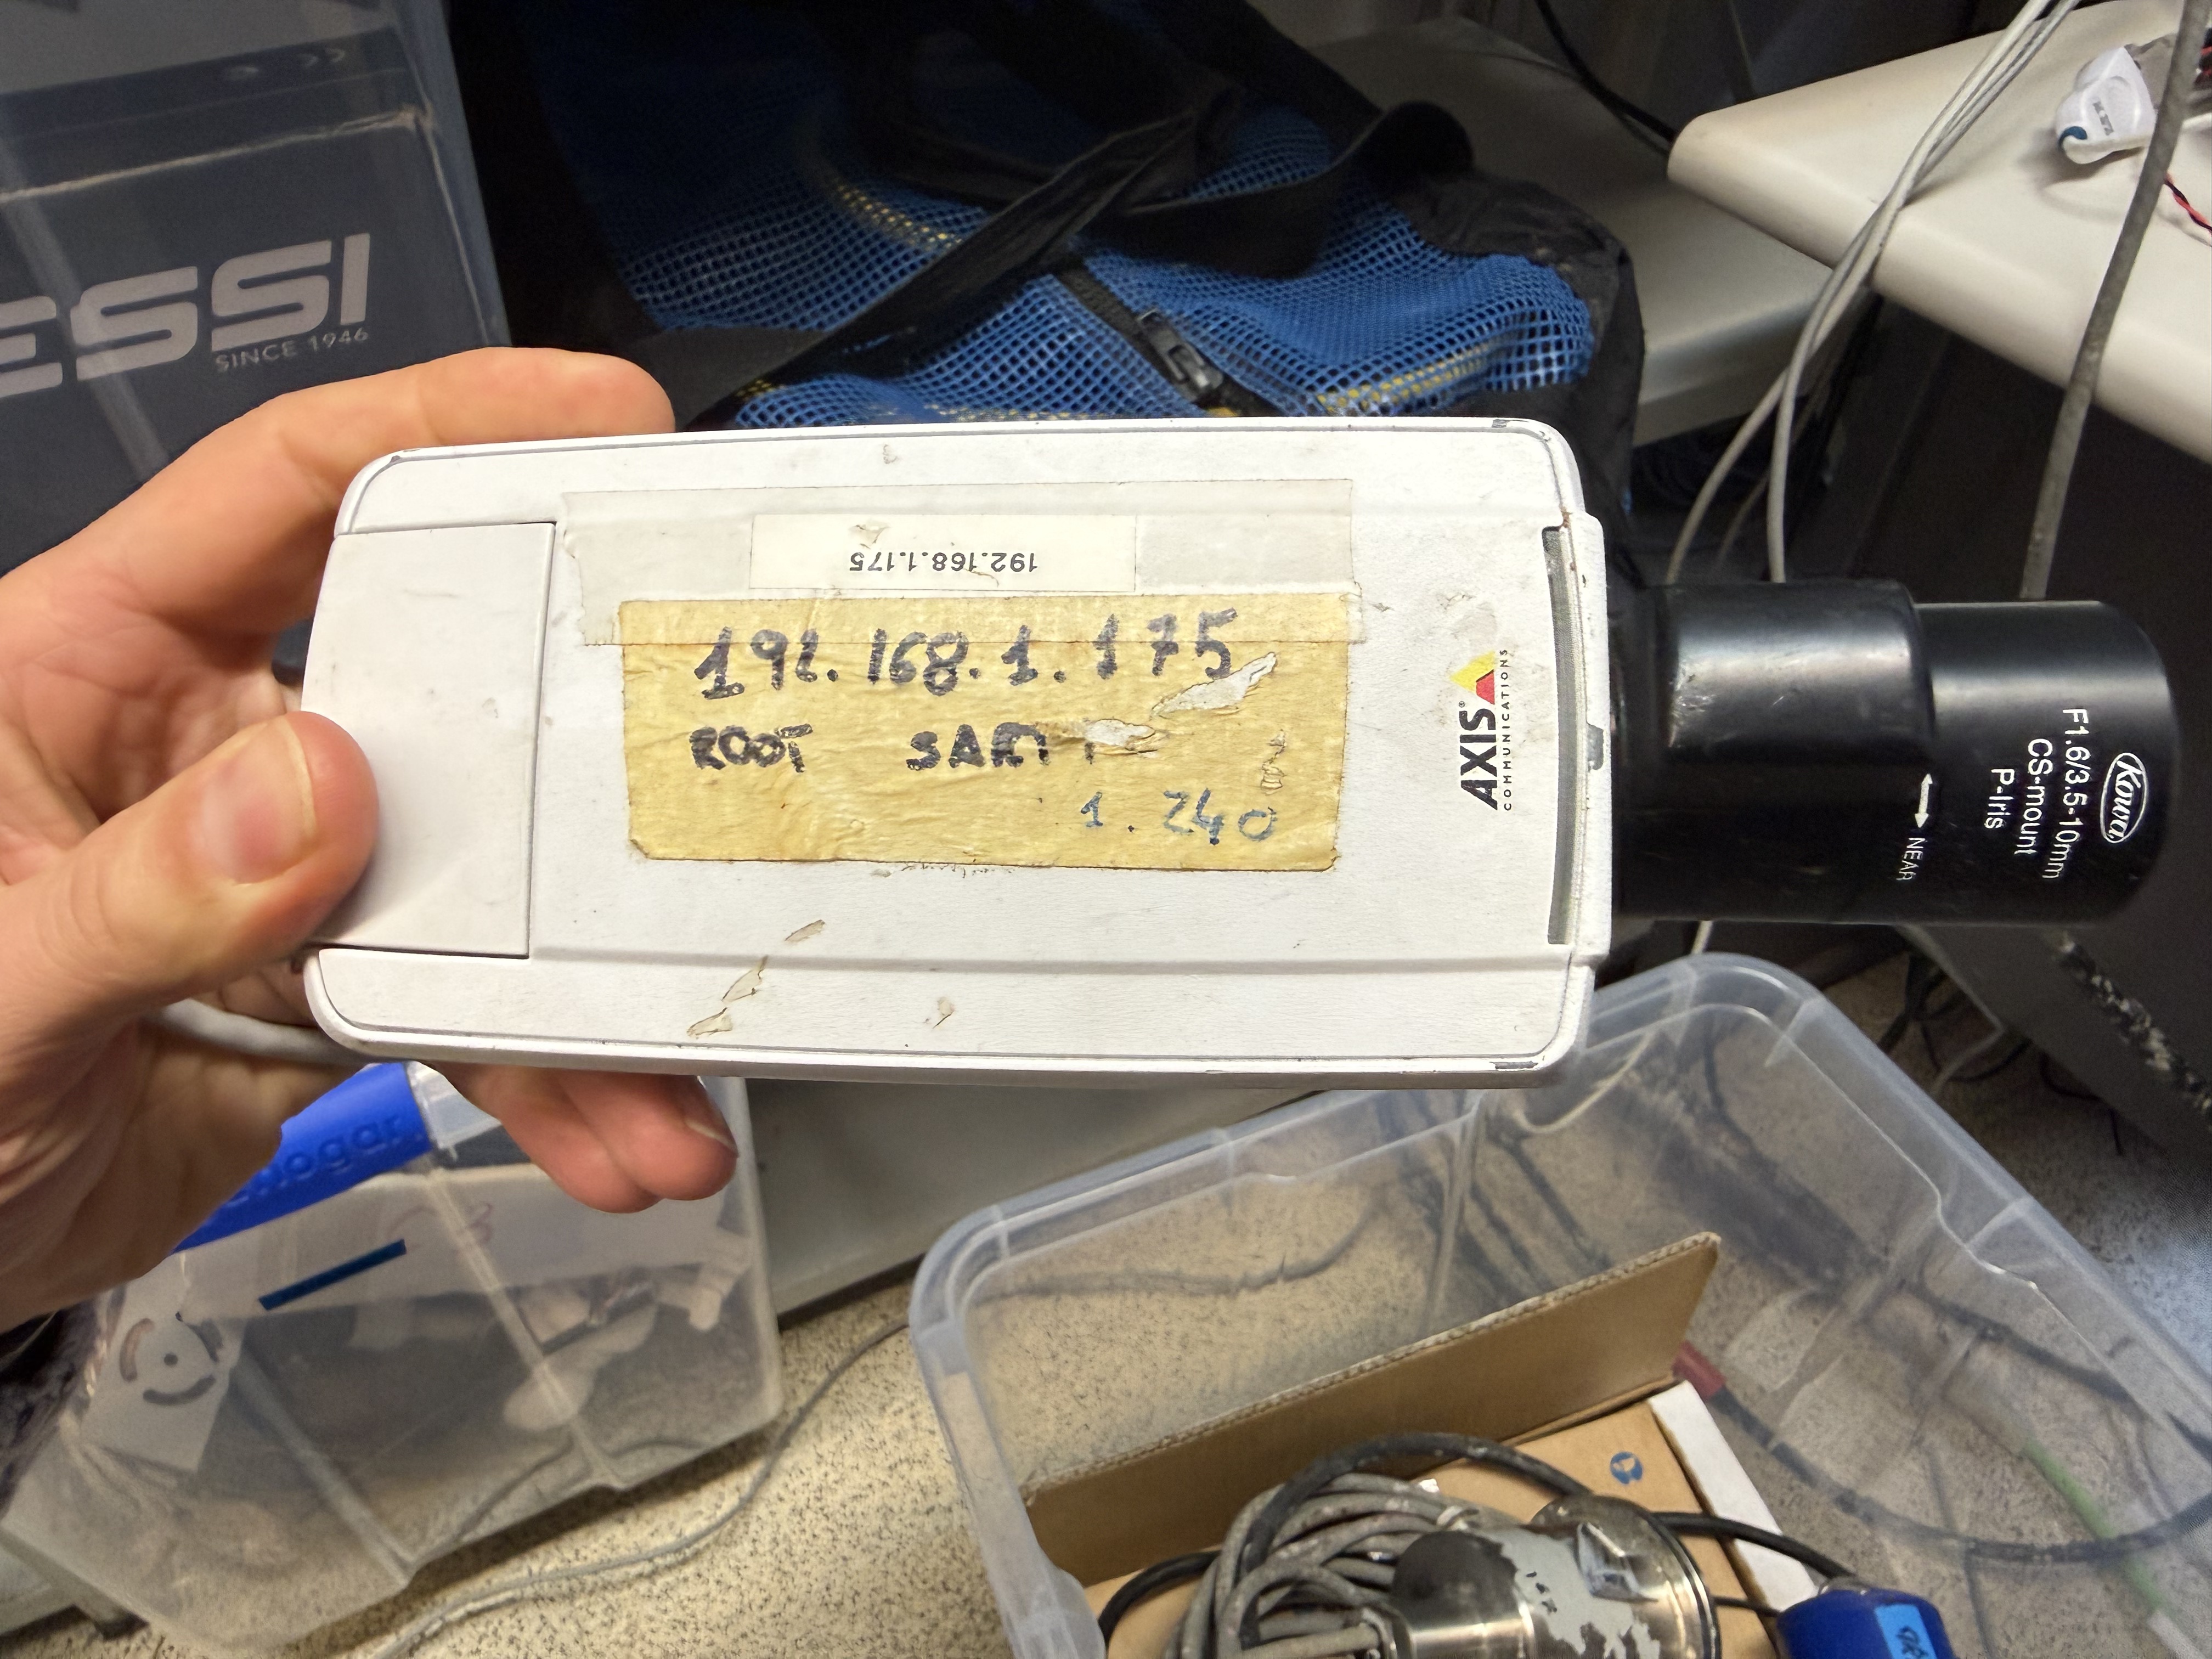 ESSI
SINCE 1946
192.168.1.175
192.168.1.175
ROOT
1.240
AXIS
COMMUNICATIONS
Kowa
F1.6/3.5-10mm
CS-mount
P-Iris
NEAR